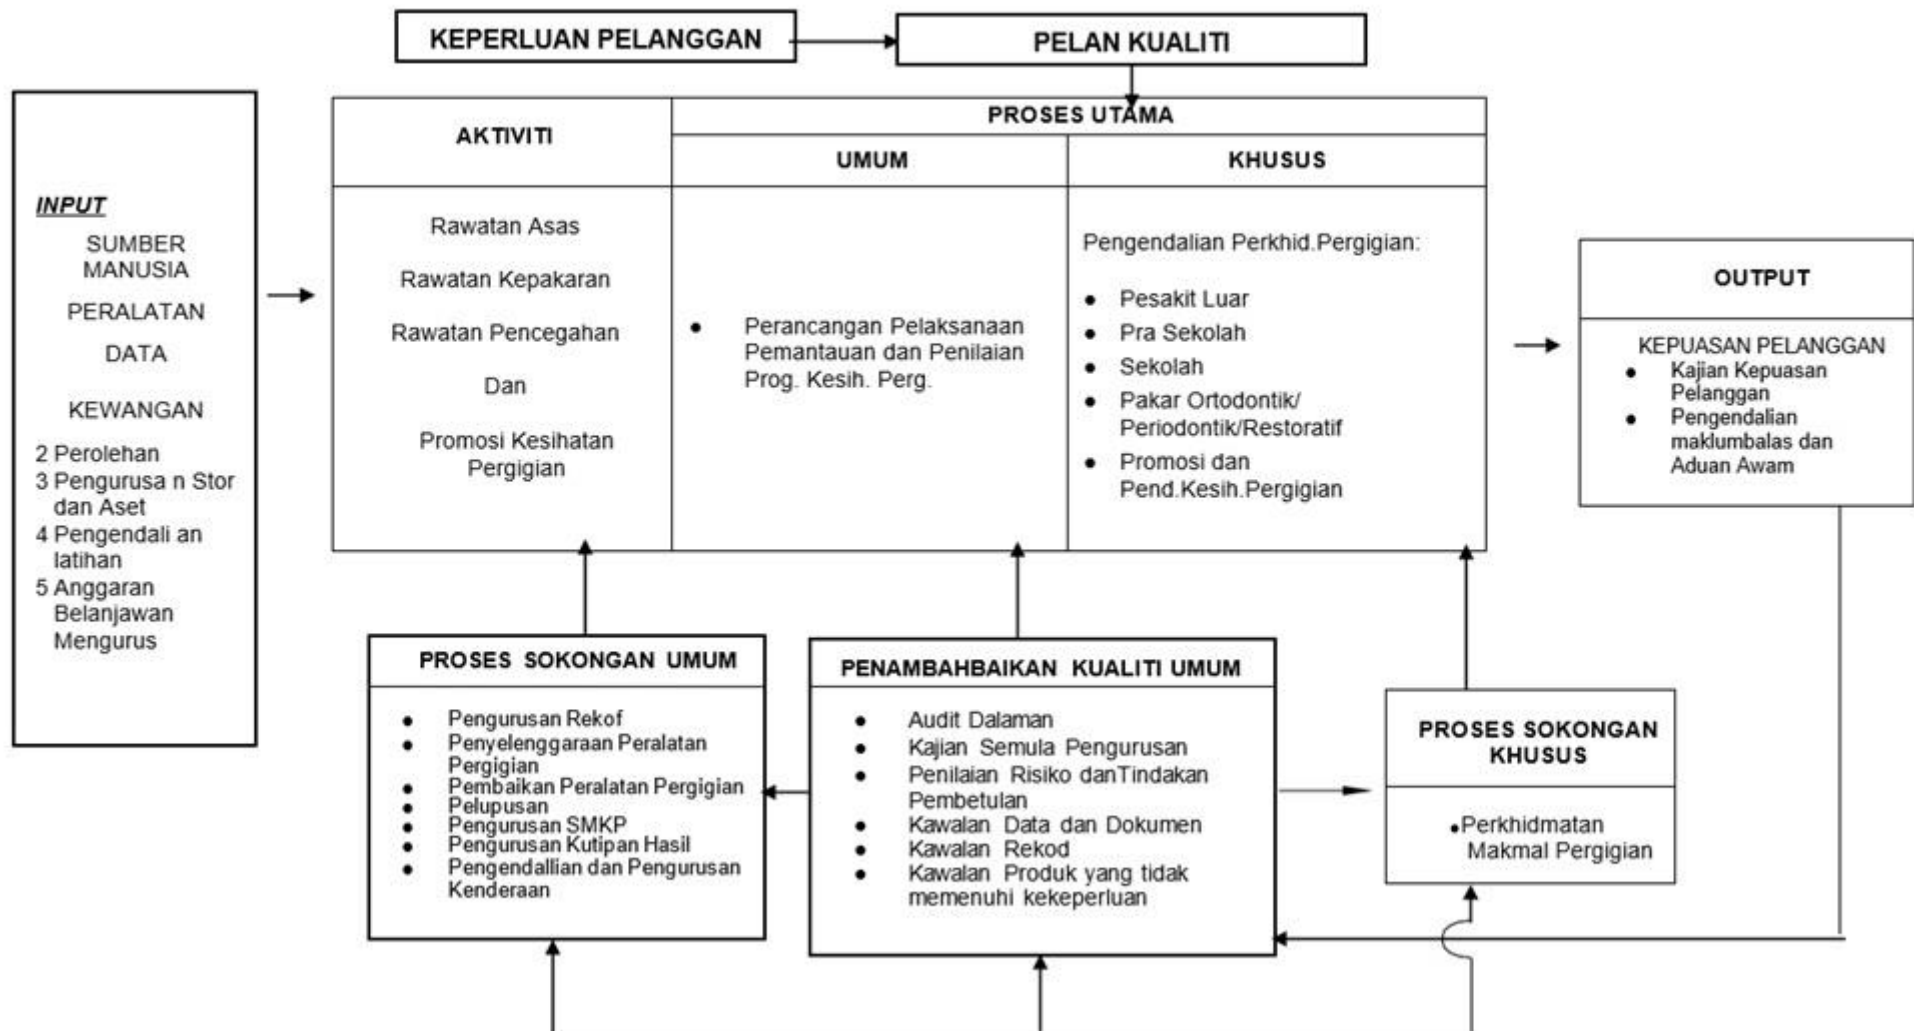 KEPERLUAN PELANGGAN
PELAN KUALITI
INPUT
SUMBER
MANUSIA
PERALATAN
DATA
KEWANGAN
2 Perolehan
3 Pengurusa n Stor
dan Aset
4 Pengendali an
latihan
5 Anggaran
Belanjawan
Mengurus
AKTIVITI
Rawatan Asas
Rawatan Kepakaran
Rawatan Pencegahan
Dan
Promosi Kesihatan
Pergigian
PROSES UTAMA
UMUM
● Perancangan Pelaksanaan
Pemantauan dan Penilaian
Prog. Kesih. Perg.
KHUSUS
Pengendalian Perkhid.Pergigian:
● Pesakit Luar
● Pra Sekolah
● Sekolah
● Pakar Ortodontik/
Periodontik/Restoratif
● Promosi dan
Pend.Kesih.Pergigian
OUTPUT
KEPUASAN PELANGGAN
● Kajian Kepuasan
Pelanggan
● Pengendalian
maklumbalas dan
Aduan Awam
PROSES SOKONGAN UMUM
● Pengurusan Rekof
● Penyelenggaraan Peralatan
Pergigian
● Pembaikan Peralatan Pergigian
● Pelupusan
● Pengurusan SMKP
● Pengurusan Kutipan Hasil
● Pengendallian dan Pengurusan
Kenderaan
PENAMBAHBAIKAN KUALITI UMUM
● Audit Dalaman
● Kajian Semula Pengurusan
● Penilaian Risiko danTindakan
Pembetulan
● Kawalan Data dan Dokumen
● Kawalan Rekod
● Kawalan Produk yang tidak
memenuhi kekeperluan
PROSES SOKONGAN
KHUSUS
● Perkhidmatan
Makmal Pergigian